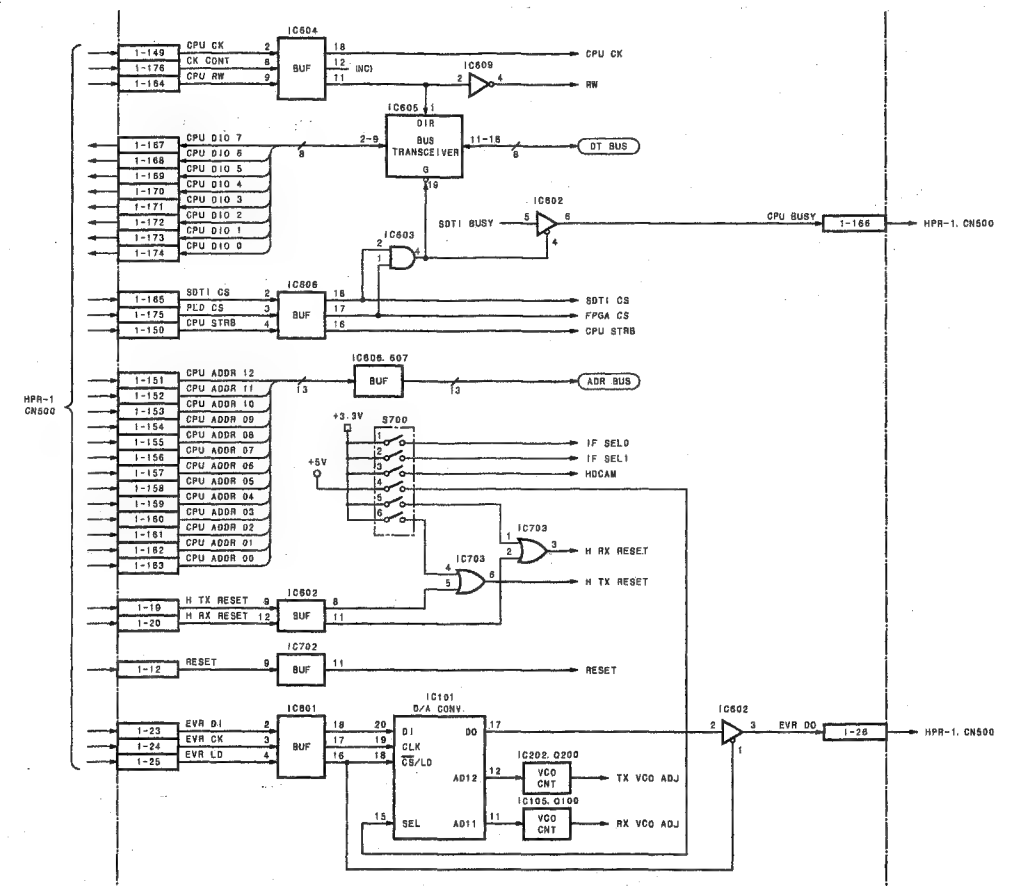 HPR-1
CN500
1-149 CPU CK 2
1-176 CK CONT 8
1-164 CPU RW 9
IC604
BUF
18 CPU CK
12 (NC)
11
2 IC609 4 RW
IC605
1
DIR
BUS
TRANSCEIVER
G
19
2-9
8
11-18
8
DT BUS
1-167 CPU DIO 7
1-168 CPU DIO 6
1-169 CPU DIO 5
1-170 CPU DIO 4
1-171 CPU DIO 3
1-172 CPU DIO 2
1-173 CPU DIO 1
1-174 CPU DIO 0
IC603
2
1
4
SDTI BUSY 5 IC602 6
4
CPU BUSY 1-166 HPR-1. CN500
1-165 SDTI CS 2
1-175 PLD CS 3
1-150 CPU STRB 4
IC606
BUF
18 SDTI CS
17 FPGA CS
16 CPU STRB
1-151 CPU ADDR 12
1-152 CPU ADDR 11
1-153 CPU ADDR 10
1-154 CPU ADDR 09
1-155 CPU ADDR 08
1-156 CPU ADDR 07
1-157 CPU ADDR 06
1-158 CPU ADDR 05
1-159 CPU ADDR 04
1-160 CPU ADDR 03
1-161 CPU ADDR 02
1-162 CPU ADDR 01
1-163 CPU ADDR 00
13
IC606. 607
BUF
13
ADR BUS
+3.3V
+5V
S700
1 IF SEL0
2 IF SEL1
3 HDCAM
4
5
6
1
2
IC703
3 H RX RESET
4
5
IC703
6 H TX RESET
1-19 H TX RESET 9
1-20 H RX RESET 12
IC602
BUF
8
11
1-12 RESET 9
IC702
BUF
11 RESET
1-23 EVR DI 2
1-24 EVR CK 3
1-25 EVR LD 4
IC601
BUF
18
17
16
IC101
D/A CONV.
20 DI
19 CLK
18 CS/LD
15 SEL
DO 17
AD12 12
AD11 11
IC202. Q200
VCO
CNT
TX VCO ADJ
IC105. Q100
VCO
CNT
RX VCO ADJ
2 IC602 3
1
EVR DO 1-26 HPR-1. CN500